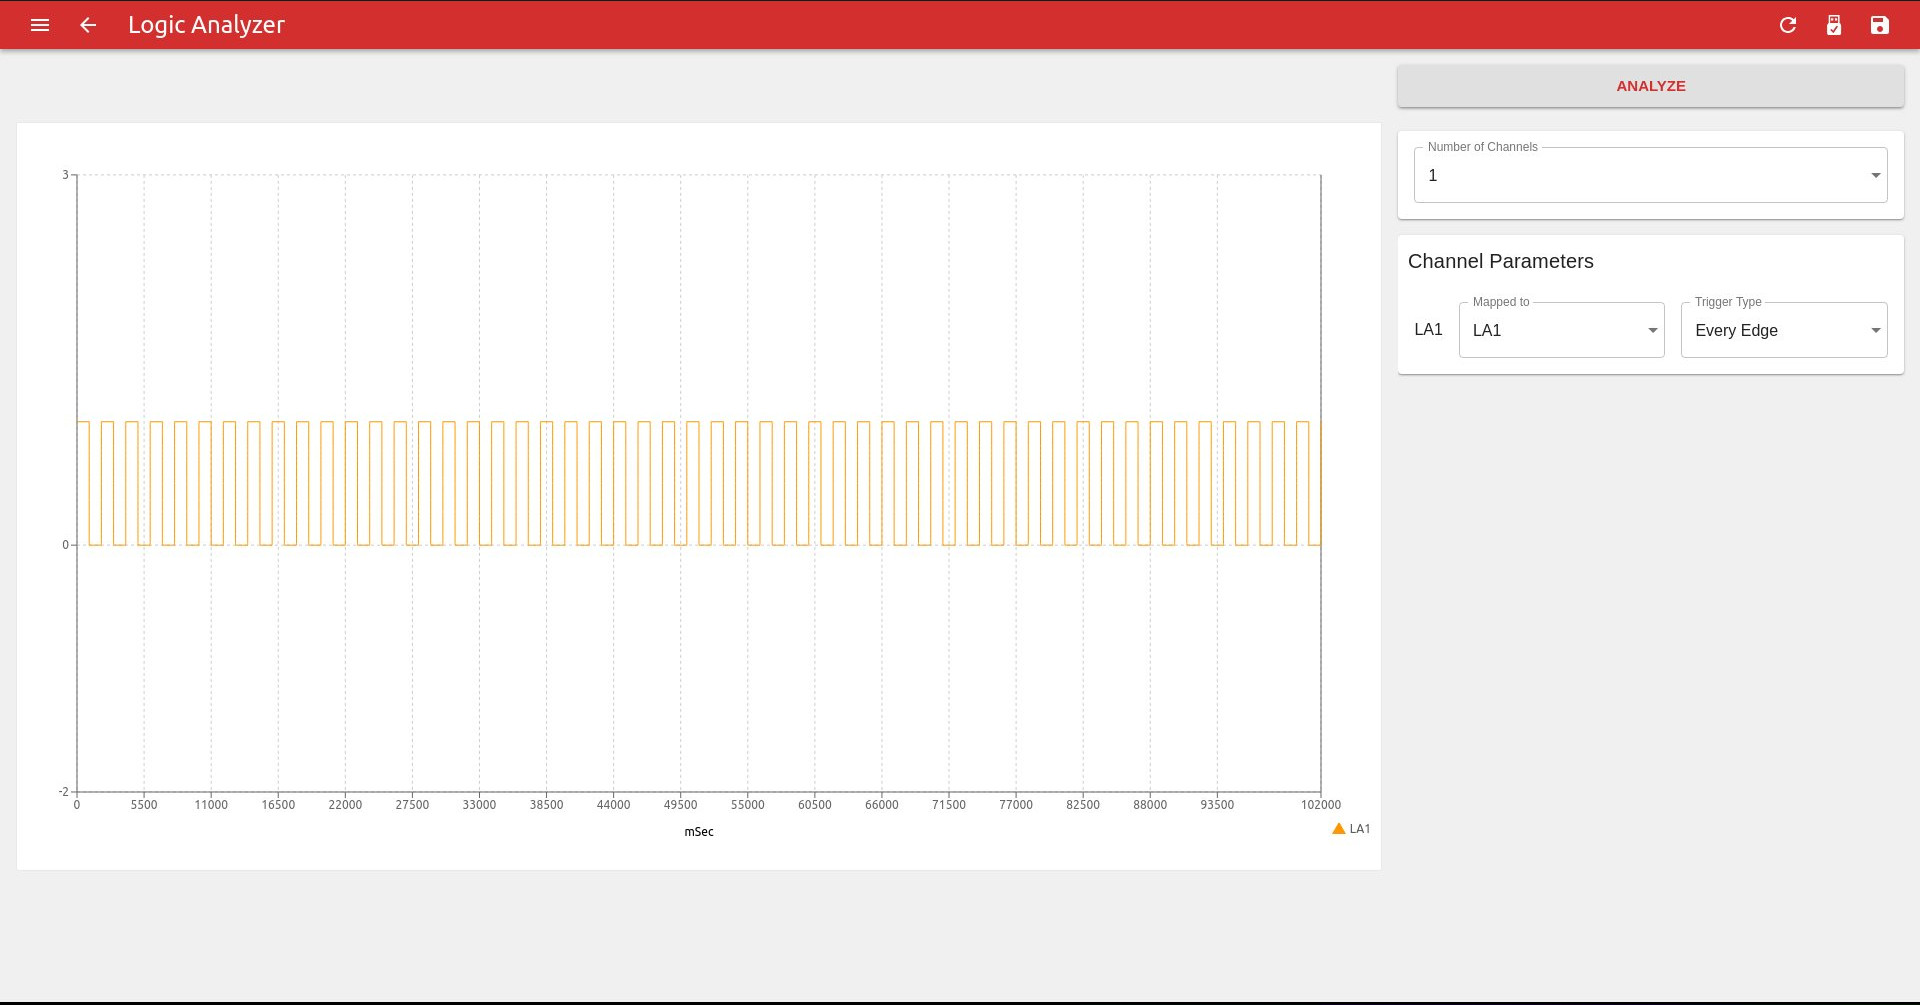 Logic Analyzer
ANALYZE
Number of Channels
1
Channel Parameters
Mapped to
Trigger Type
LA1
LA1
Every Edge
3
0
-2
0 5500 11000 16500 22000 27500 33000 38500 44000 49500 55000 60500 66000 71500 77000 82500 88000 93500 102000
mSec
LA1